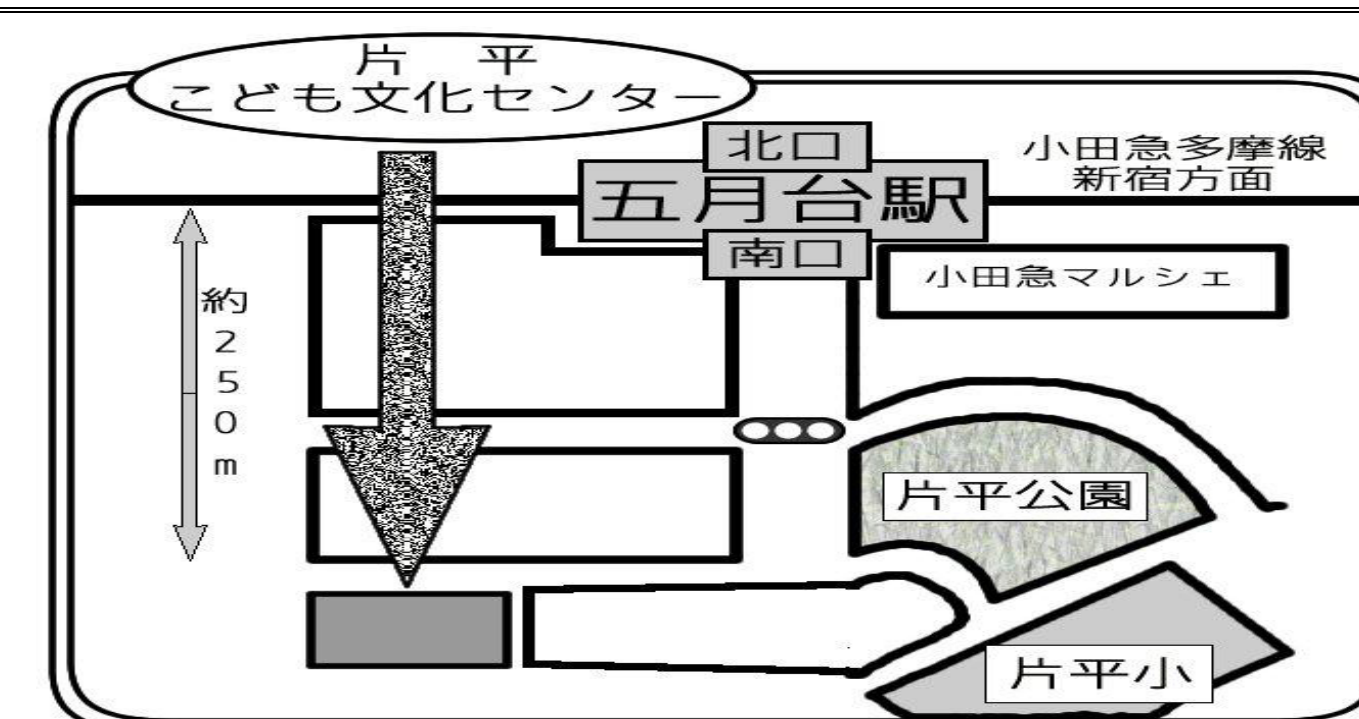 片 平
こども文化センター
北口
五月台駅
南口
小田急多摩線
新宿方面
小田急マルシェ
約250m
片平公園
片平小